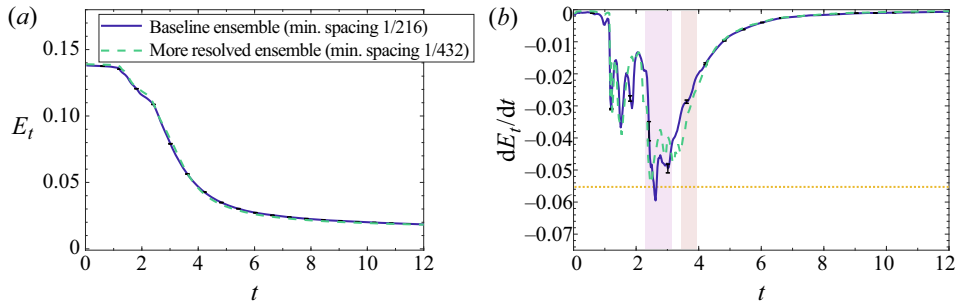 (a)
Baseline ensemble (min. spacing 1/216)
More resolved ensemble (min. spacing 1/432)
0.15
0.10
0.05
0
E_t
0 2 4 6 8 10 12
t
(b)
0
–0.01
–0.02
–0.03
–0.04
–0.05
–0.06
–0.07
dE_t/dt
0 2 4 6 8 10 12
t